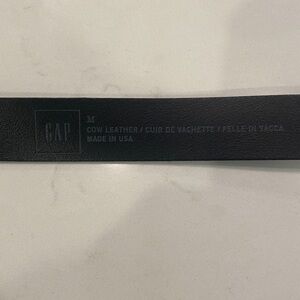 GAP
M
COW LEATHER / CUIR DE VACHETTE / PELLE DI VACCA
MADE IN USA